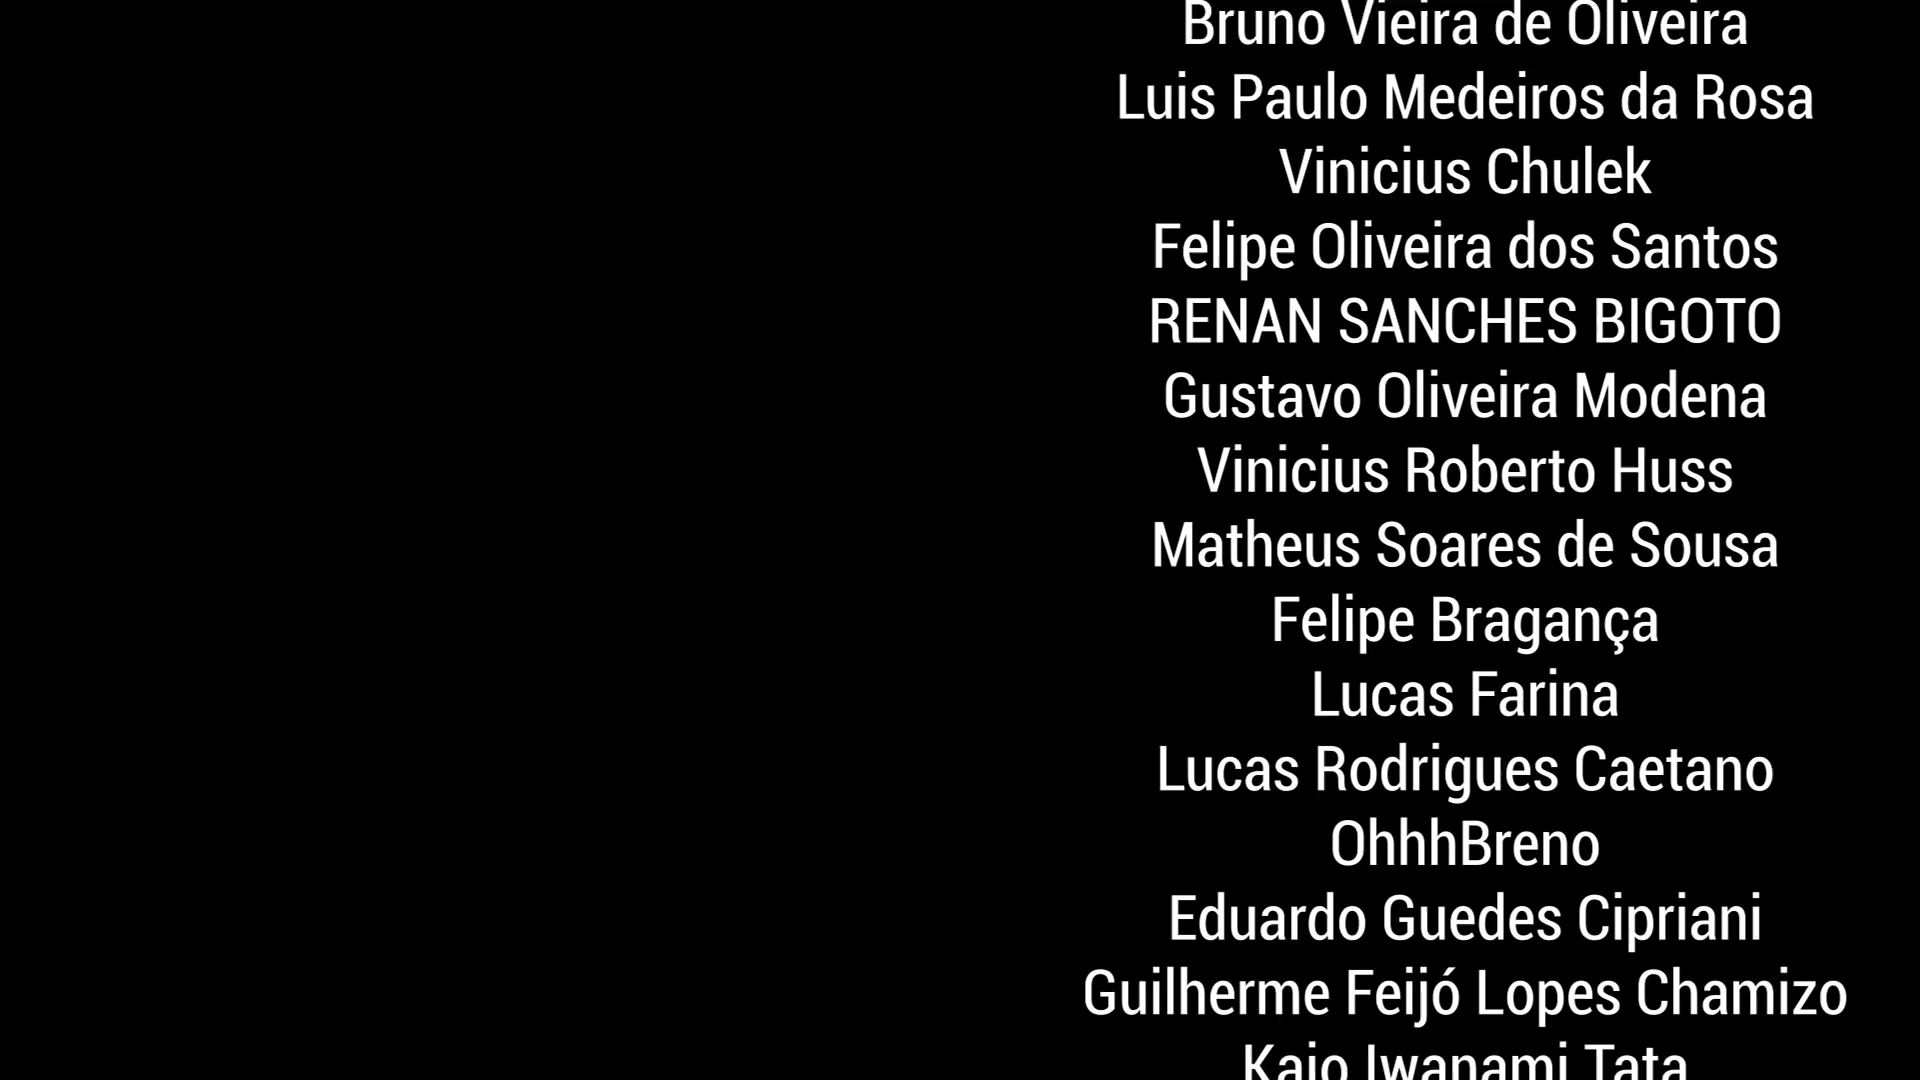 Bruno Vieira de Oliveira
Luis Paulo Medeiros da Rosa
Vinicius Chulek
Felipe Oliveira dos Santos
RENAN SANCHES BIGOTO
Gustavo Oliveira Modena
Vinicius Roberto Huss
Matheus Soares de Sousa
Felipe Bragança
Lucas Farina
Lucas Rodrigues Caetano
OhhhBreno
Eduardo Guedes Cipriani
Guilherme Feijó Lopes Chamizo
Kaio Iwanami Tata